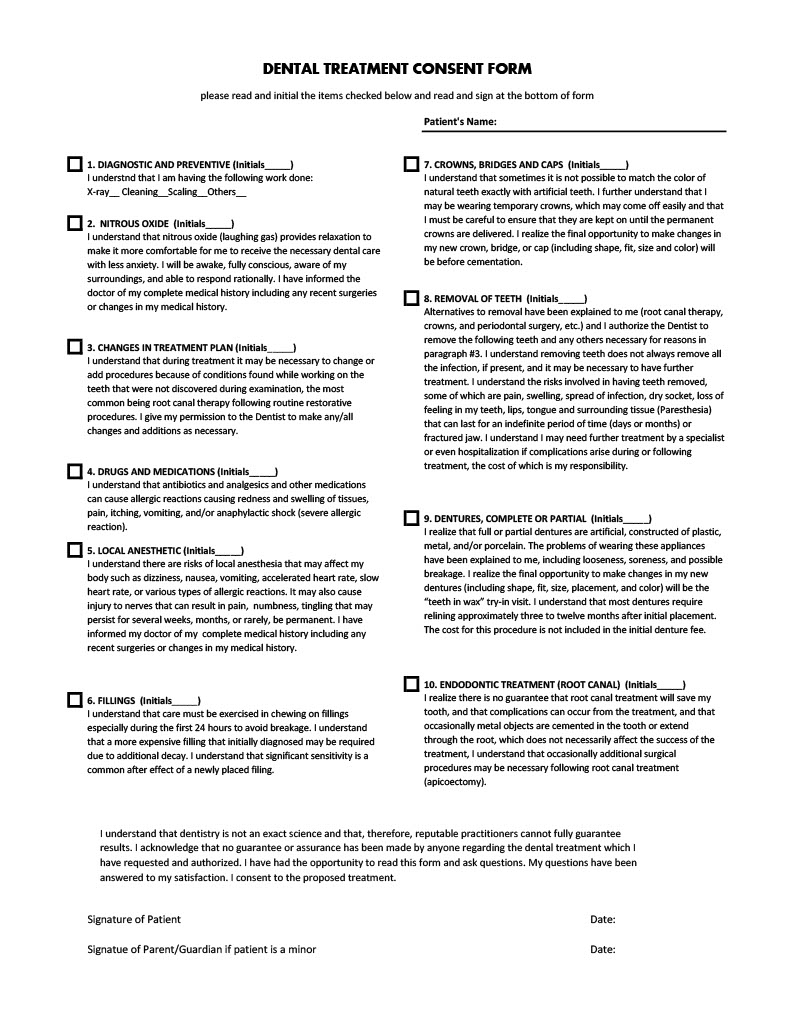 DENTAL TREATMENT CONSENT FORM
please read and initial the items checked below and read and sign at the bottom of form
Patient's Name:
1. DIAGNOSTIC AND PREVENTIVE (Initials_____)
I understnd that I am having the following work done:
X-ray__ Cleaning__Scaling__Others__
2. NITROUS OXIDE (Initials_____)
I understand that nitrous oxide (laughing gas) provides relaxation to
make it more comfortable for me to receive the necessary dental care
with less anxiety. I will be awake, fully conscious, aware of my
surroundings, and able to respond rationally. I have informed the
doctor of my complete medical history including any recent surgeries
or changes in my medical history.
3. CHANGES IN TREATMENT PLAN (Initials_____)
I understand that during treatment it may be necessary to change or
add procedures because of conditions found while working on the
teeth that were not discovered during examination, the most
common being root canal therapy following routine restorative
procedures. I give my permission to the Dentist to make any/all
changes and additions as necessary.
4. DRUGS AND MEDICATIONS (Initials_____)
I understand that antibiotics and analgesics and other medications
can cause allergic reactions causing redness and swelling of tissues,
pain, itching, vomiting, and/or anaphylactic shock (severe allergic
reaction).
5. LOCAL ANESTHETIC (Initials_____)
I understand there are risks of local anesthesia that may affect my
body such as dizziness, nausea, vomiting, accelerated heart rate, slow
heart rate, or various types of allergic reactions. It may also cause
injury to nerves that can result in pain, numbness, tingling that may
persist for several weeks, months, or rarely, be permanent. I have
informed my doctor of my complete medical history including any
recent surgeries or changes in my medical history.
6. FILLINGS (Initials_____)
I understand that care must be exercised in chewing on fillings
especially during the first 24 hours to avoid breakage. I understand
that a more expensive filling that initially diagnosed may be required
due to additional decay. I understand that significant sensitivity is a
common after effect of a newly placed filing.
7. CROWNS, BRIDGES AND CAPS (Initials_____)
I understand that sometimes it is not possible to match the color of
natural teeth exactly with artificial teeth. I further understand that I
may be wearing temporary crowns, which may come off easily and that
I must be careful to ensure that they are kept on until the permanent
crowns are delivered. I realize the final opportunity to make changes in
my new crown, bridge, or cap (including shape, fit, size and color) will
be before cementation.
8. REMOVAL OF TEETH (Initials_____)
Alternatives to removal have been explained to me (root canal therapy,
crowns, and periodontal surgery, etc.) and I authorize the Dentist to
remove the following teeth and any others necessary for reasons in
paragraph #3. I understand removing teeth does not always remove all
the infection, if present, and it may be necessary to have further
treatment. I understand the risks involved in having teeth removed,
some of which are pain, swelling, spread of infection, dry socket, loss of
feeling in my teeth, lips, tongue and surrounding tissue (Paresthesia)
that can last for an indefinite period of time (days or months) or
fractured jaw. I understand I may need further treatment by a specialist
or even hospitalization if complications arise during or following
treatment, the cost of which is my responsibility.
9. DENTURES, COMPLETE OR PARTIAL (Initials_____)
I realize that full or partial dentures are artificial, constructed of plastic,
metal, and/or porcelain. The problems of wearing these appliances
have been explained to me, including looseness, soreness, and possible
breakage. I realize the final opportunity to make changes in my new
dentures (including shape, fit, size, placement, and color) will be the
“teeth in wax” try-in visit. I understand that most dentures require
relining approximately three to twelve months after initial placement.
The cost for this procedure is not included in the initial denture fee.
10. ENDODONTIC TREATMENT (ROOT CANAL) (Initials_____)
I realize there is no guarantee that root canal treatment will save my
tooth, and that complications can occur from the treatment, and that
occasionally metal objects are cemented in the tooth or extend
through the root, which does not necessarily affect the success of the
treatment, I understand that occasionally additional surgical
procedures may be necessary following root canal treatment
(apicoectomy).
I understand that dentistry is not an exact science and that, therefore, reputable practitioners cannot fully guarantee
results. I acknowledge that no guarantee or assurance has been made by anyone regarding the dental treatment which I
have requested and authorized. I have had the opportunity to read this form and ask questions. My questions have been
answered to my satisfaction. I consent to the proposed treatment.
Signature of Patient Date:
Signatue of Parent/Guardian if patient is a minor Date: